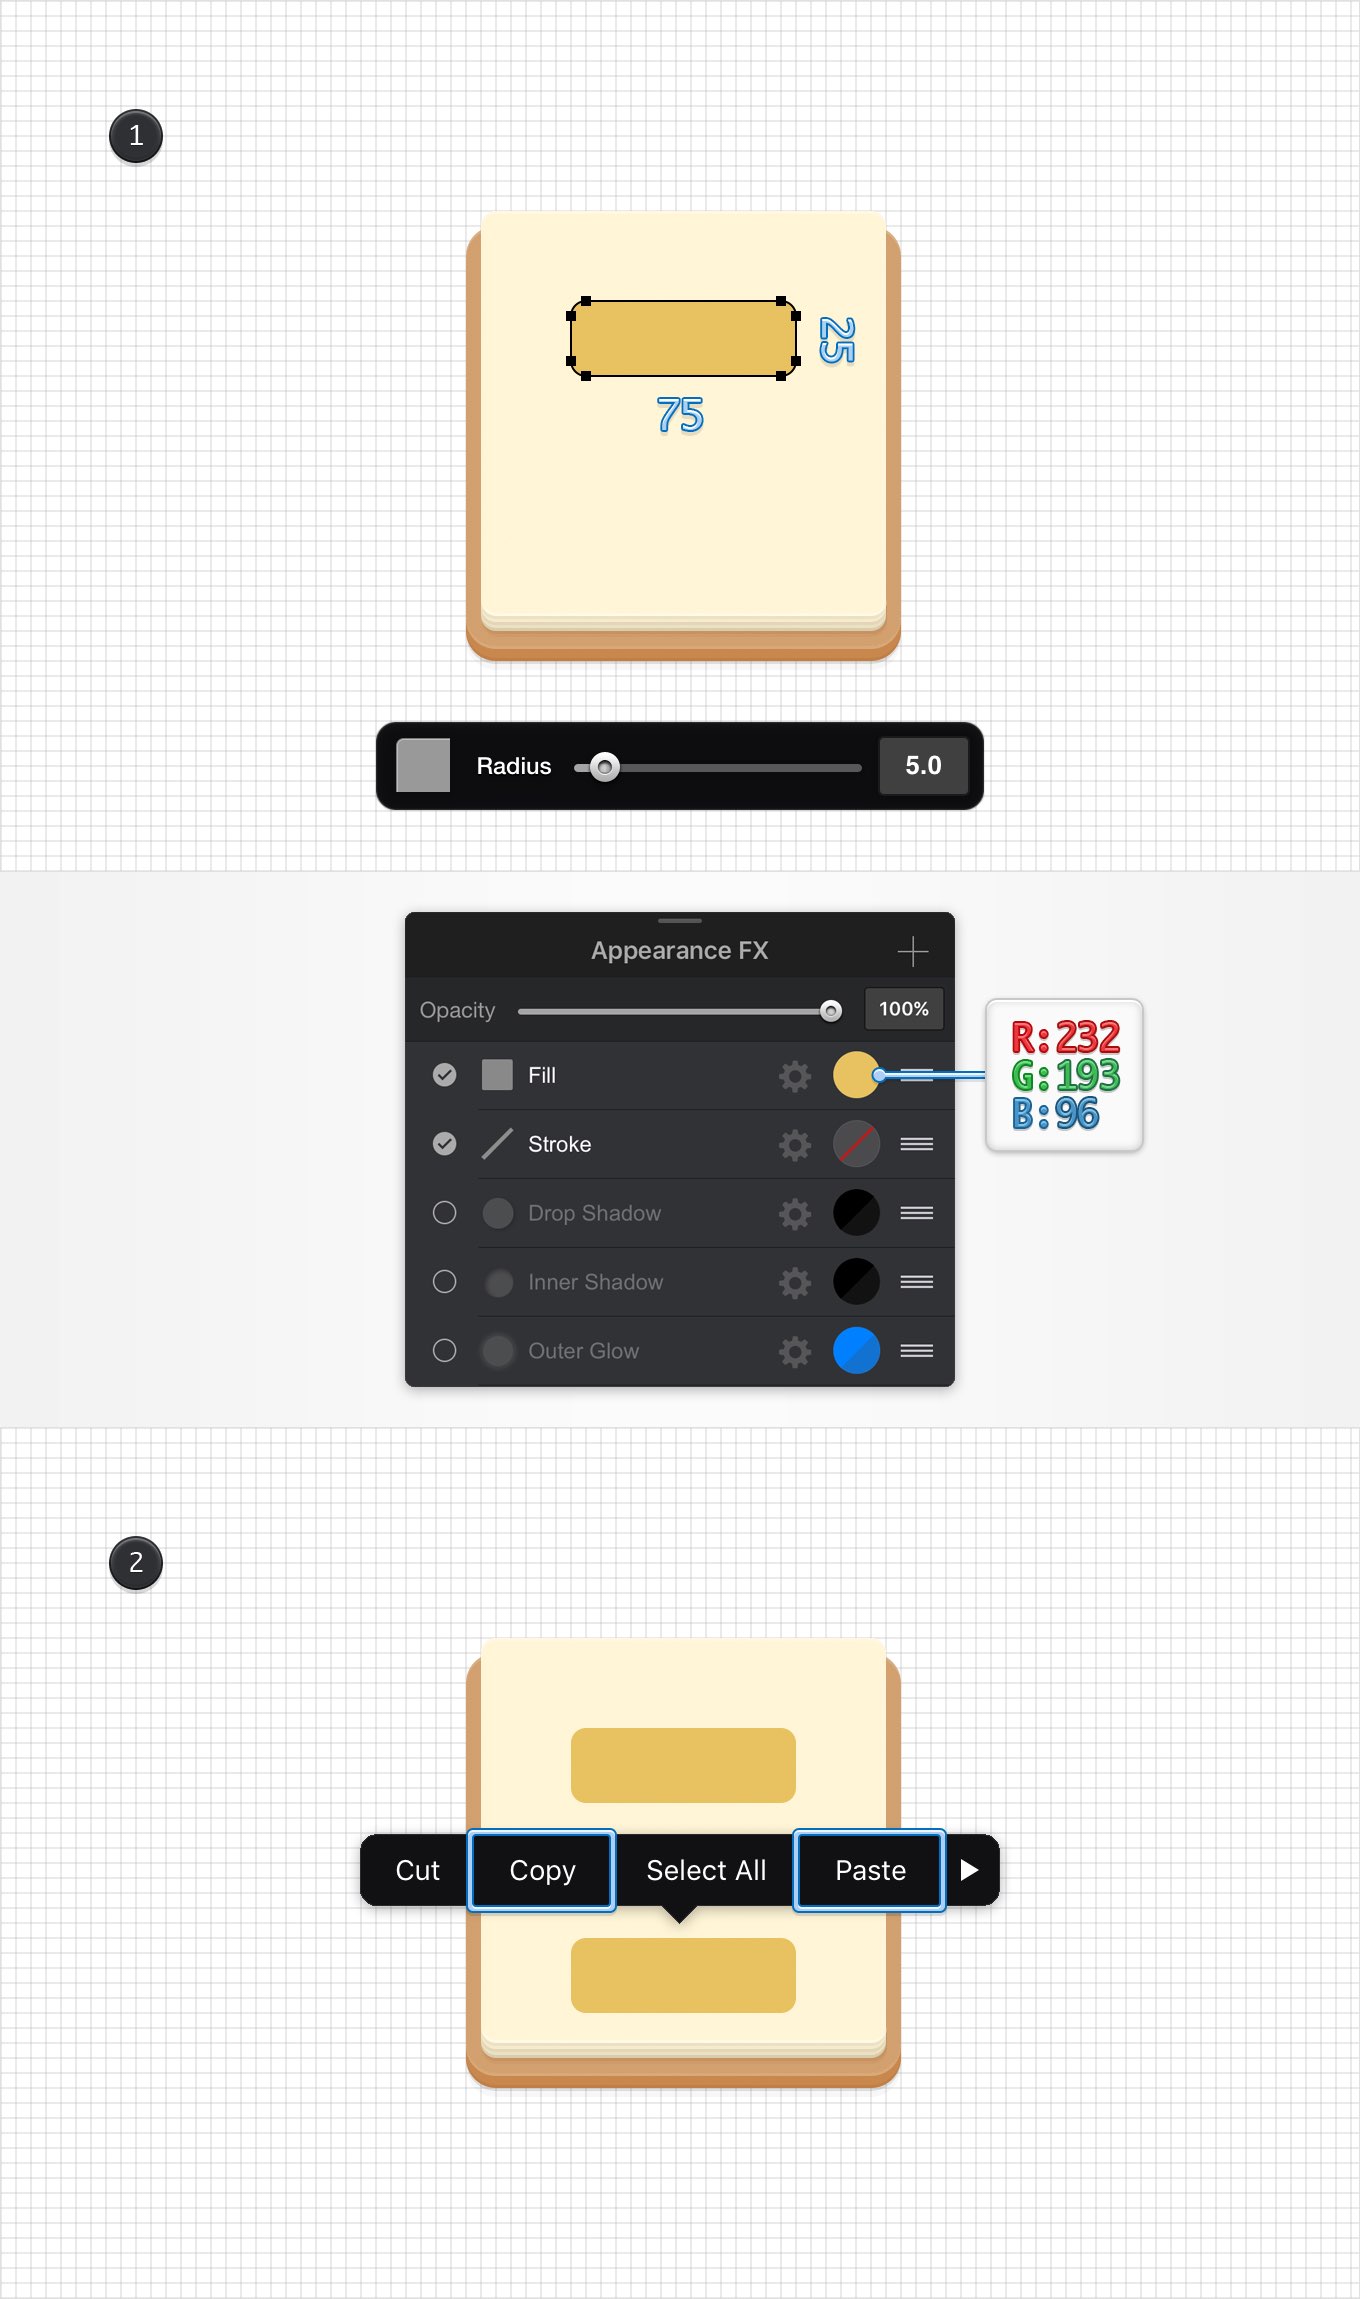 1
25
75
Radius 5.0
Appearance FX
Opacity 100%
Fill
R:232
G:193
B:96
Stroke
Drop Shadow
Inner Shadow
Outer Glow
2
Cut Copy Select All Paste